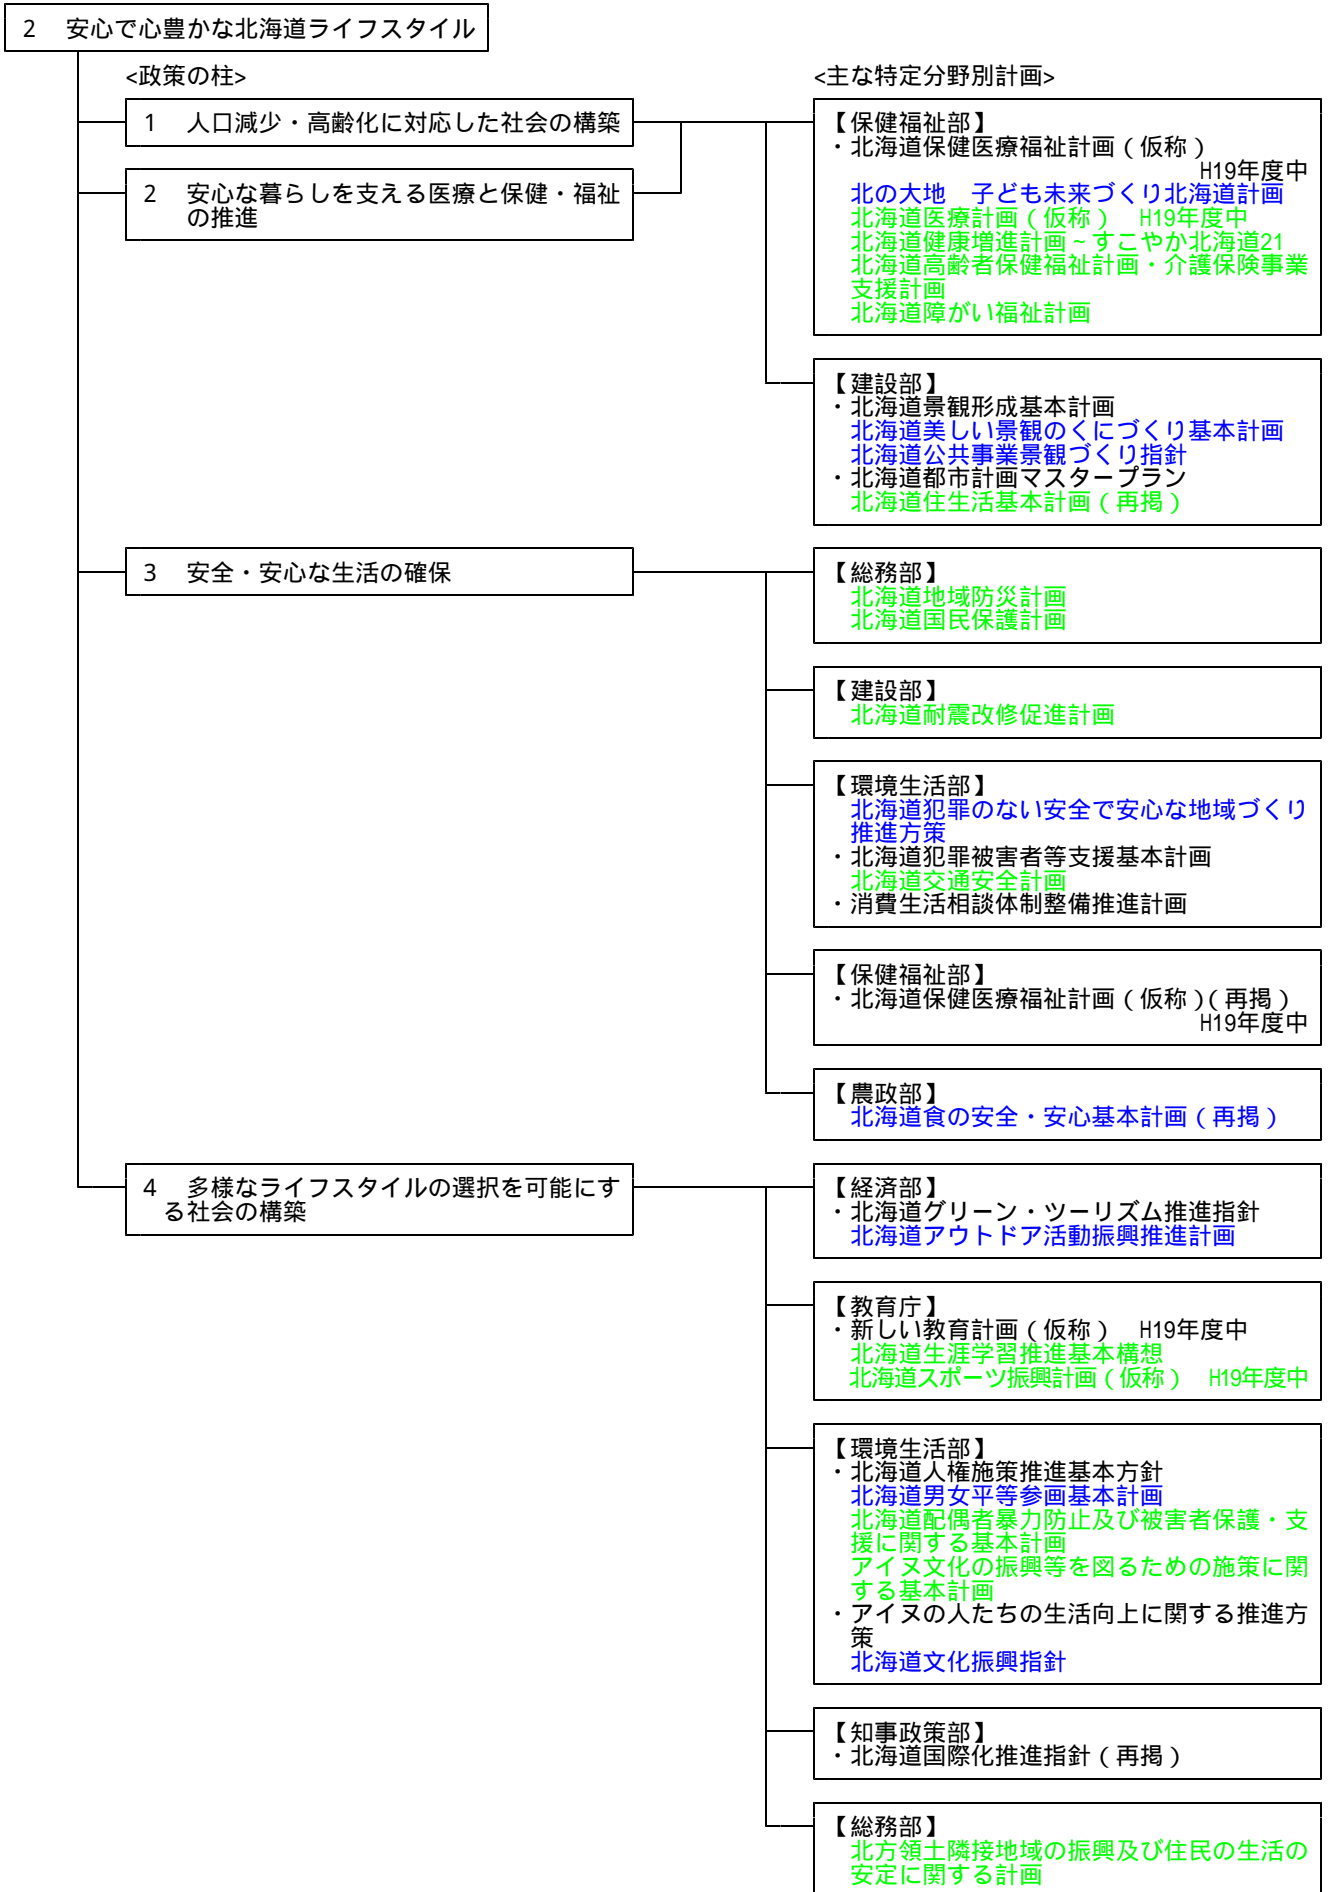 2 安心で心豊かな北海道ライフスタイル
<政策の柱>
<主な特定分野別計画>
1 人口減少・高齢化に対応した社会の構築
2 安心な暮らしを支える医療と保健・福祉
の推進
【保健福祉部】
・北海道保健医療福祉計画(仮称)
H19年度中
北の大地 子ども未来づくり北海道計画
北海道医療計画(仮称) H19年度中
北海道健康増進計画~すこやか北海道21
北海道高齢者保健福祉計画・介護保険事業
支援計画
北海道障がい福祉計画
【建設部】
・北海道景観形成基本計画
北海道美しい景観のくにづくり基本計画
北海道公共事業景観づくり指針
・北海道都市計画マスタープラン
北海道住生活基本計画(再掲)
3 安全・安心な生活の確保
【総務部】
北海道地域防災計画
北海道国民保護計画
【建設部】
北海道耐震改修促進計画
【環境生活部】
北海道犯罪のない安全で安心な地域づくり
推進方策
・北海道犯罪被害者等支援基本計画
北海道交通安全計画
・消費生活相談体制整備推進計画
【保健福祉部】
・北海道保健医療福祉計画(仮称)(再掲)
H19年度中
【農政部】
北海道食の安全・安心基本計画(再掲)
4 多様なライフスタイルの選択を可能にす
る社会の構築
【経済部】
・北海道グリーン・ツーリズム推進指針
北海道アウトドア活動振興推進計画
【教育庁】
・新しい教育計画(仮称) H19年度中
北海道生涯学習推進基本構想
北海道スポーツ振興計画(仮称) H19年度中
【環境生活部】
・北海道人権施策推進基本方針
北海道男女平等参画基本計画
北海道配偶者暴力防止及び被害者保護・支
援に関する基本計画
アイヌ文化の振興等を図るための施策に関
する基本計画
・アイヌの人たちの生活向上に関する推進方
策
北海道文化振興指針
【知事政策部】
・北海道国際化推進指針(再掲)
【総務部】
北方領土隣接地域の振興及び住民の生活の
安定に関する計画